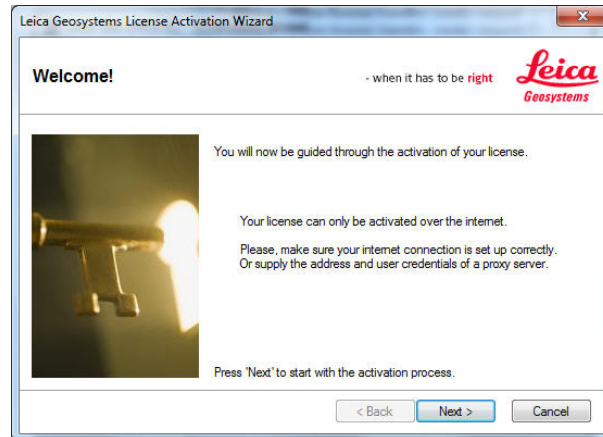 Leica Geosystems License Activation Wizard
Welcome!
- when it has to be right
Leica
Geosystems
You will now be guided through the activation of your license.
Your license can only be activated over the internet.
Please, make sure your internet connection is set up correctly.
Or supply the address and user credentials of a proxy server.
Press 'Next' to start with the activation process.
< Back Next > Cancel